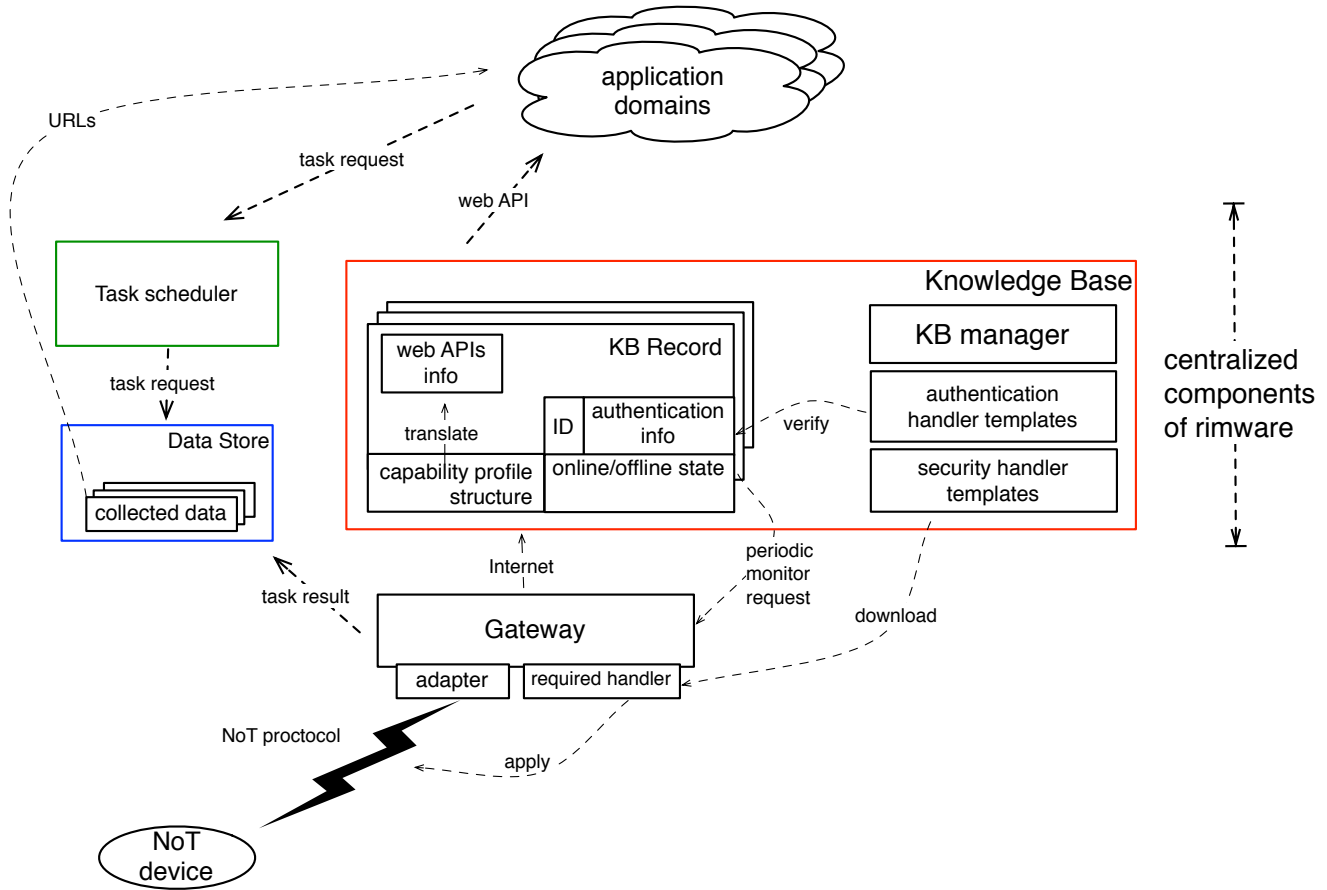 application
domains
URLs
task request
web API
Knowledge Base
Task scheduler
KB manager
web APIs
info
KB Record
centralized
components
of rimware
task request
authentication
handler templates
ID
authentication
info
verify
translate
Data Store
capability profile
structure
online/offline state
security handler
templates
collected data
Internet
periodic
monitor
request
task result
Gateway
download
adapter
required handler
NoT proctocol
apply
NoT
device